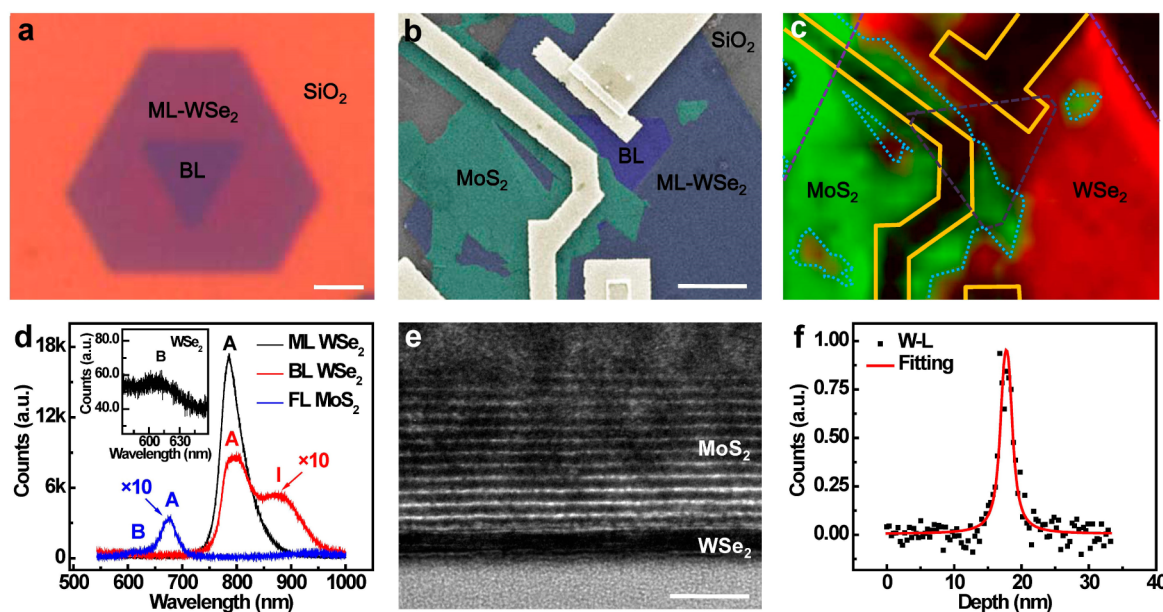 a
ML-WSe₂
SiO₂
BL
b
SiO₂
BL
MoS₂
ML-WSe₂
c
MoS₂
WSe₂
d
80.0
60.0
40.0
Counts (a.u.)
WSe₂
B
600 630
Wavelength (nm)
A
ML WSe₂
BL WSe₂
FL MoS₂
18k
12k
6k
0
Counts (a.u.)
×10
A
B
A
I
×10
500 600 700 800 900 1000
Wavelength (nm)
e
MoS₂
WSe₂
f
1.00
0.75
0.50
0.25
0.00
Counts (a.u.)
W-L
Fitting
0 10 20 30 40
Depth (nm)